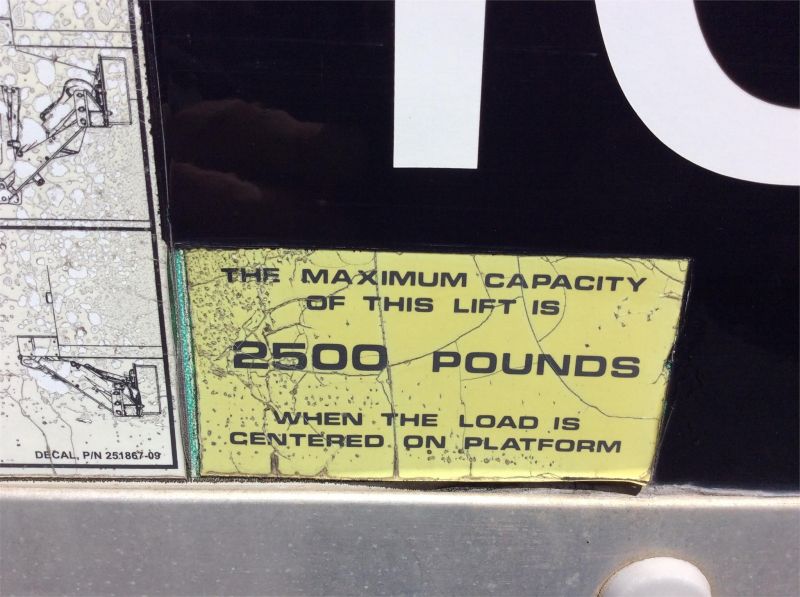 THE MAXIMUM CAPACITY
OF THIS LIFT IS
2500 POUNDS
WHEN THE LOAD IS
CENTERED ON PLATFORM
DECAL, P/N 251867-09